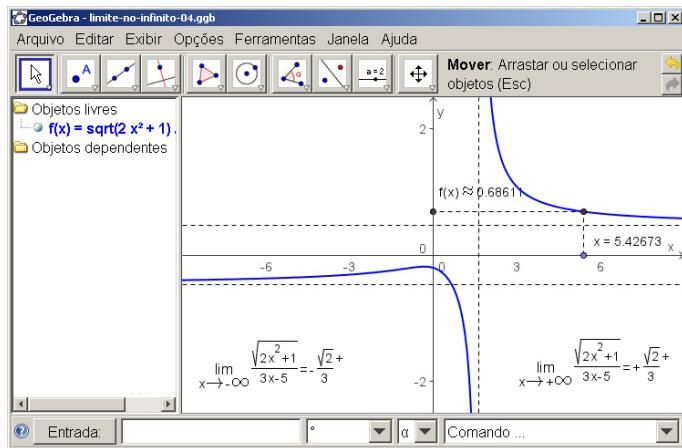 GeoGebra - limite-no-infinito-04.ggb
Arquivo Editar Exibir Opções Ferramentas Janela Ajuda
A
α
a=2
Mover: Arrastar ou selecionar
objetos (Esc)
Objetos livres
f(x) = sqrt(2 x² + 1)
Objetos dependentes
y
2
f(x) ≈ 0.68611
x = 5.42673
x
0
-6 -3 0 3 6
lim x→-∞ √(2x²+1)/(3x-5) = -√2/3 +
lim x→+∞ √(2x²+1)/(3x-5) = +√2/3 +
-2
Entrada:
°
α
Comando ...